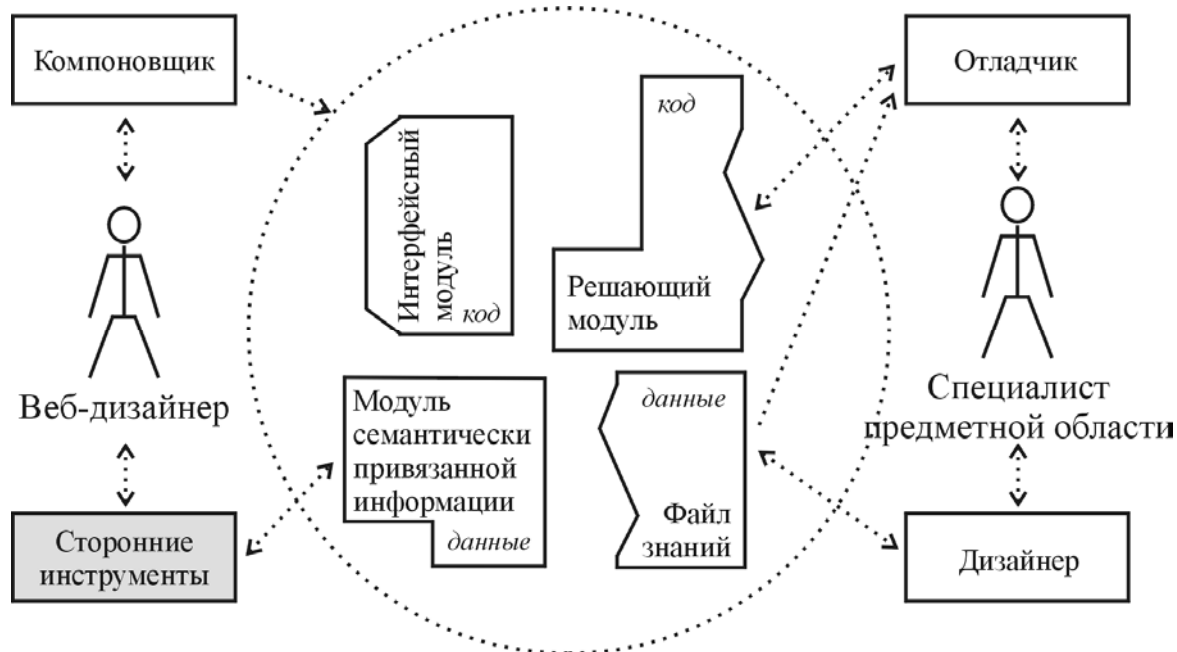 Компоновщик
Отладчик
код
Интерфейсный
модуль
код
Решающий
модуль
Веб-дизайнер
Специалист
предметной области
Модуль
семантически
привязанной
информации
данные
данные
Файл
знаний
Сторонние
инструменты
Дизайнер